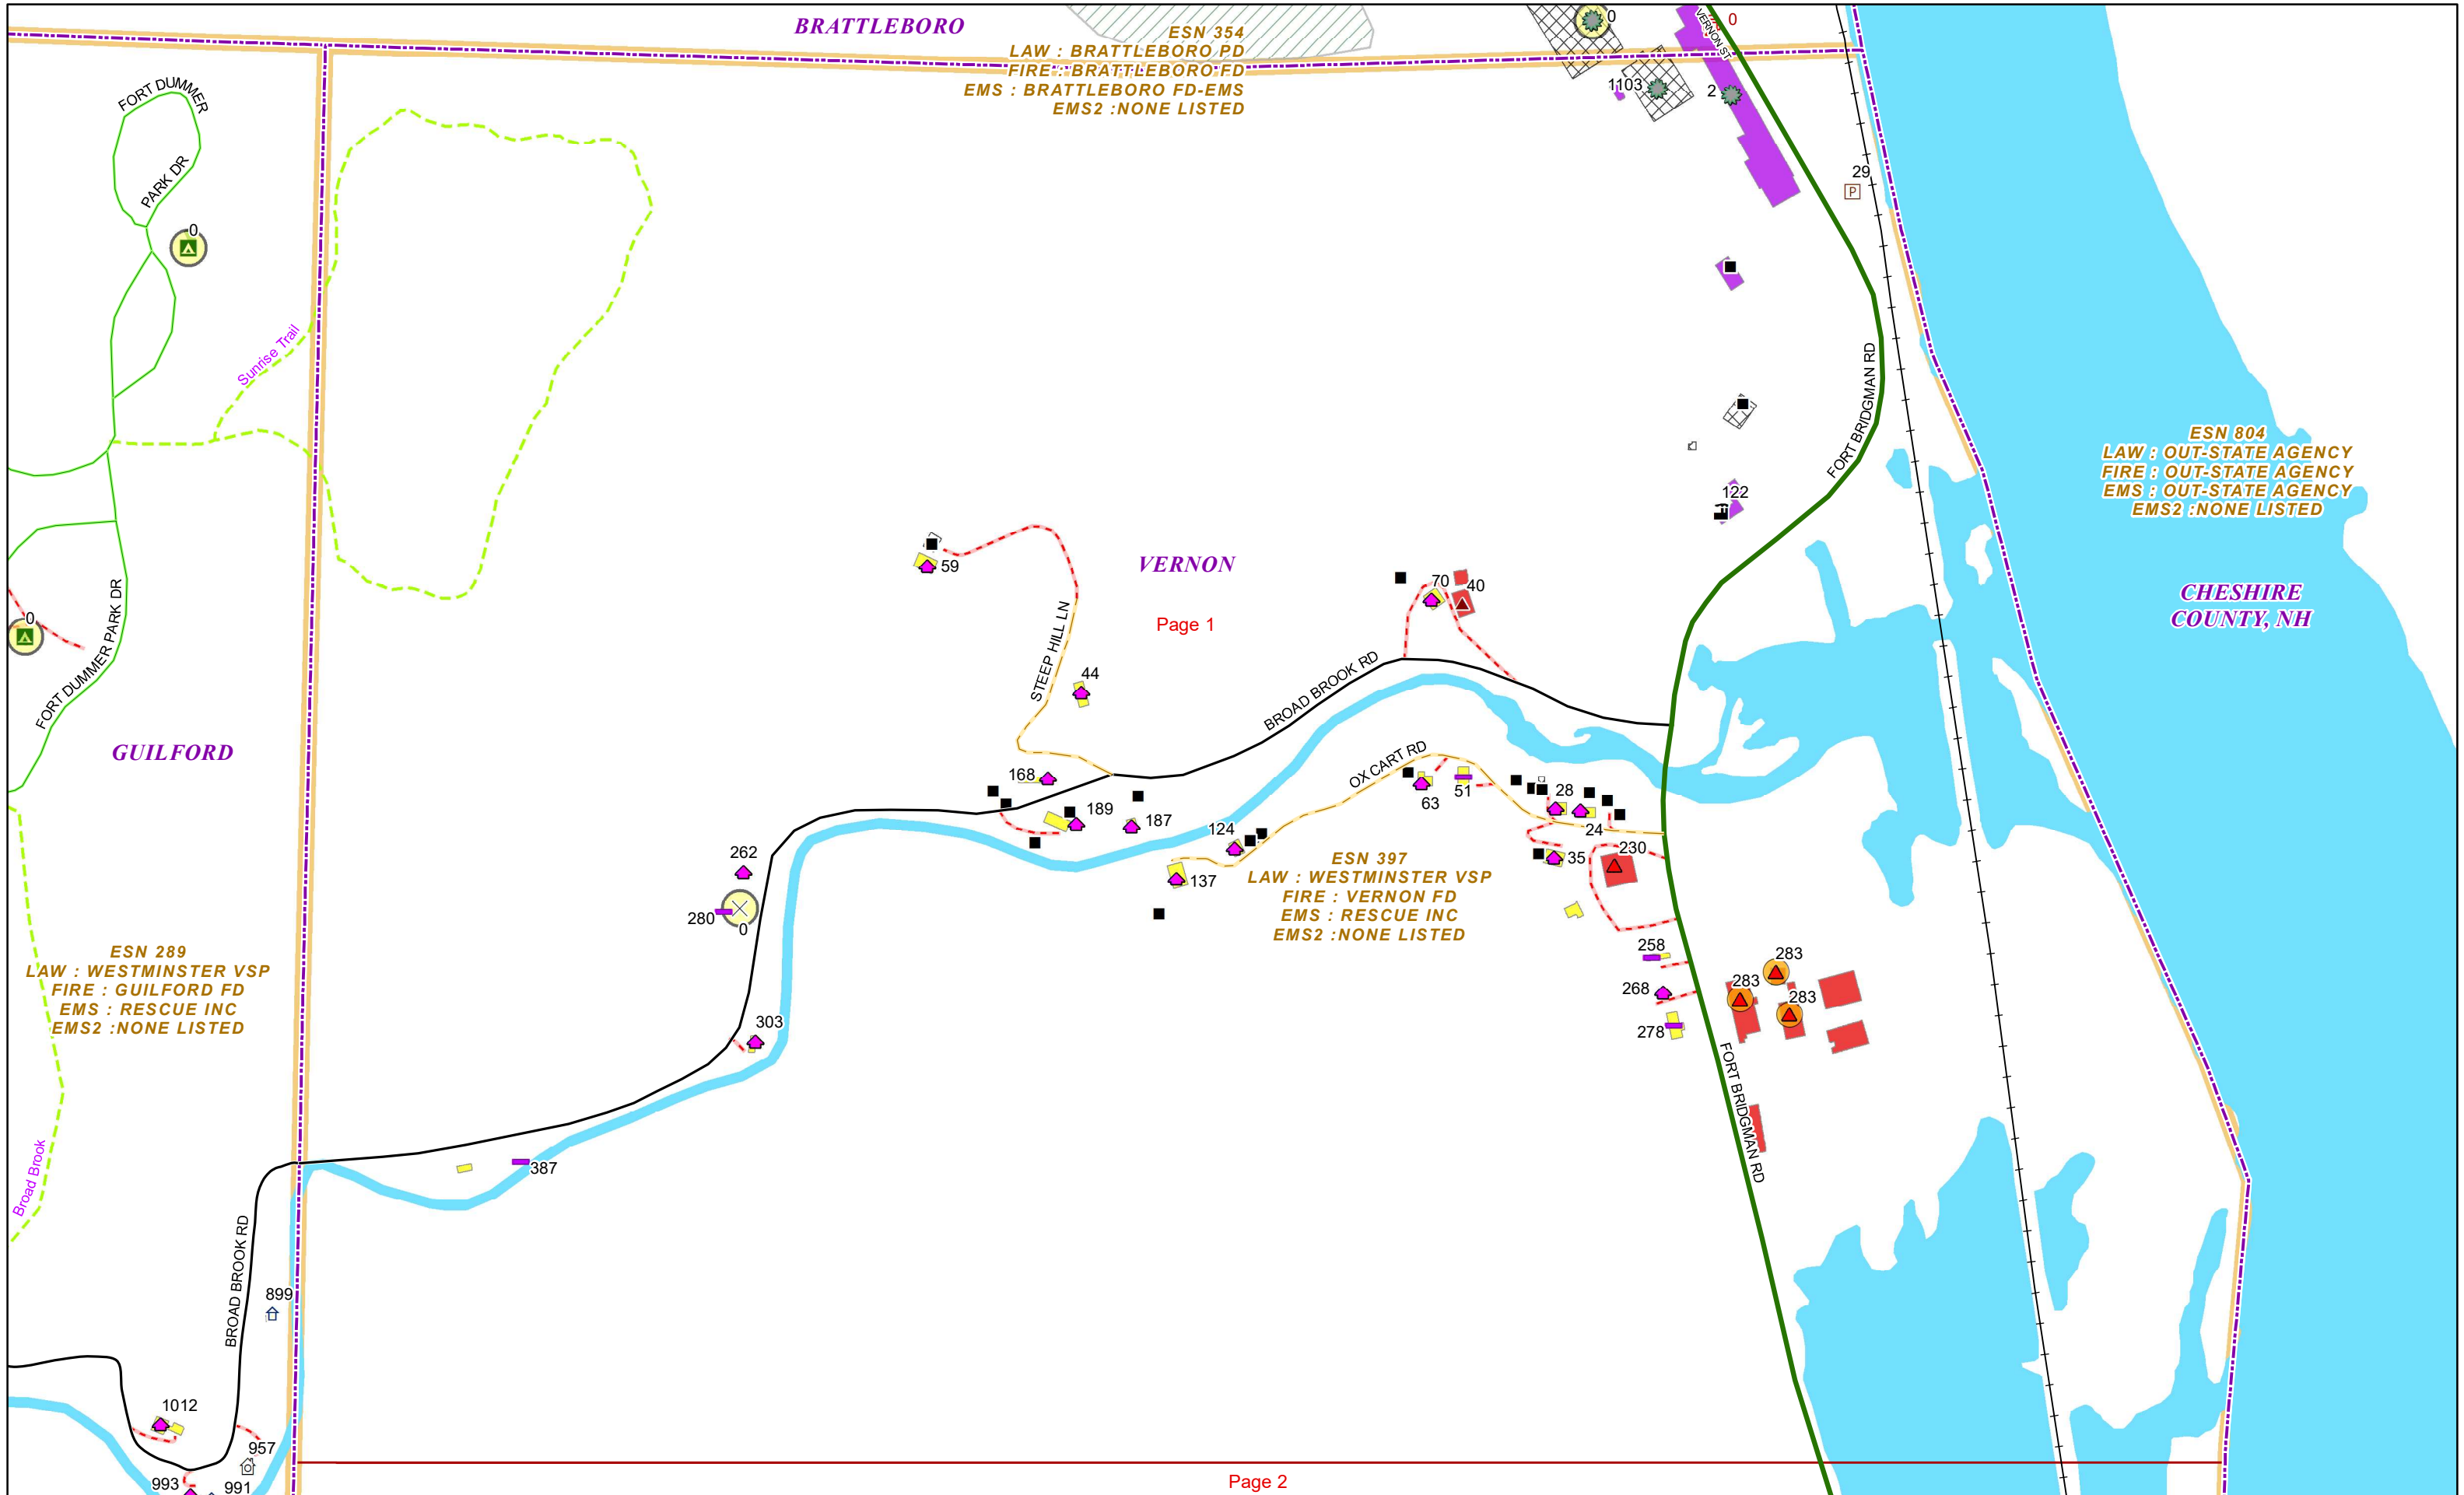 BRATTLEBORO
ESN 354
LAW : BRATTLEBORO PD
FIRE : BRATTLEBORO FD
EMS : BRATTLEBORO FD-EMS
EMS2 :NONE LISTED
0
VERNON ST
0
1103
2
29
P
FORT DUMMER
PARK DR
0
Sunrise Trail
FORT BRIDGMAN RD
ESN 804
LAW : OUT-STATE AGENCY
FIRE : OUT-STATE AGENCY
EMS : OUT-STATE AGENCY
EMS2 :NONE LISTED
122
59
VERNON
70
40
CHESHIRE
COUNTY, NH
0
Page 1
STEEP HILL LN
FORT DUMMER PARK DR
44
BROAD BROOK RD
GUILFORD
168
OX CART RD
63
51
28
24
189
187
124
230
35
262
137
ESN 397
LAW : WESTMINSTER VSP
FIRE : VERNON FD
EMS : RESCUE INC
EMS2 :NONE LISTED
280
0
258
283
283
283
268
278
ESN 289
LAW : WESTMINSTER VSP
FIRE : GUILFORD FD
EMS : RESCUE INC
EMS2 :NONE LISTED
303
FORT BRIDGMAN RD
387
Broad Brook
BROAD BROOK RD
899
1012
957
993
991
Page 2